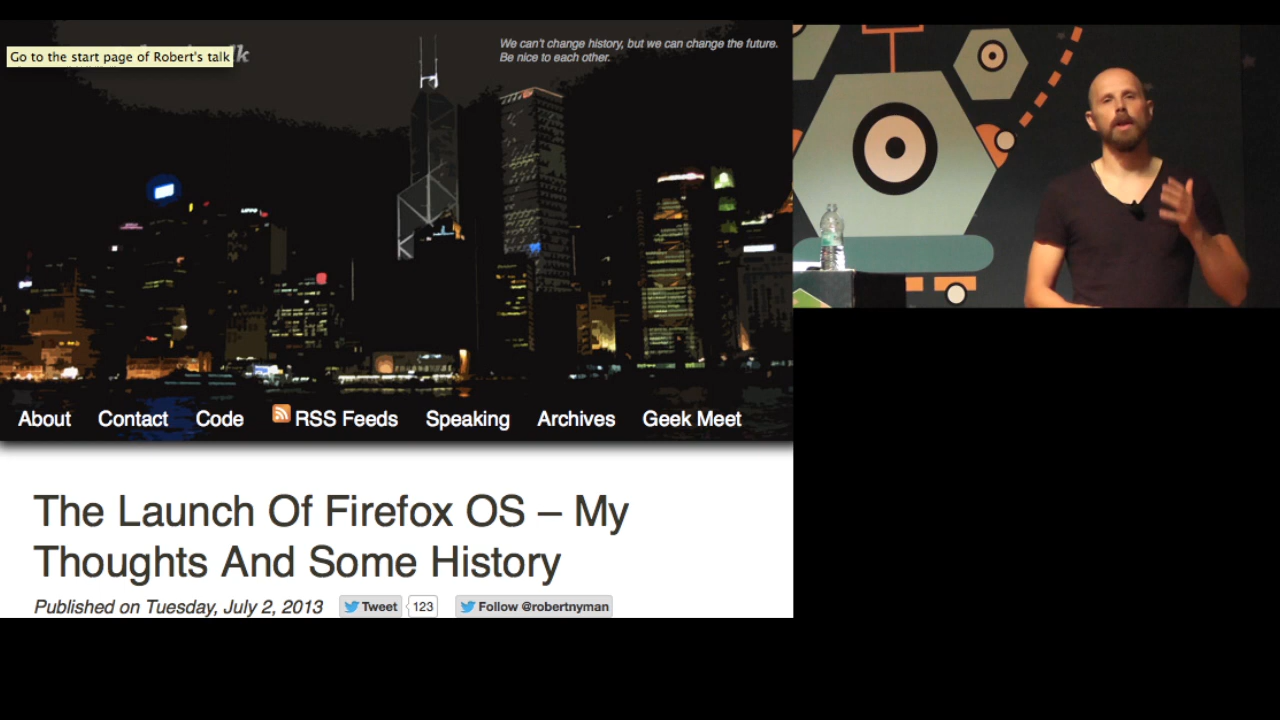 We can't change history, but we can change the future.
Be nice to each other.
Go to the start page of Robert's talk
About Contact Code RSS Feeds Speaking Archives Geek Meet
The Launch Of Firefox OS – My
Thoughts And Some History
Published on Tuesday, July 2, 2013 Tweet 123 Follow @robertnyman